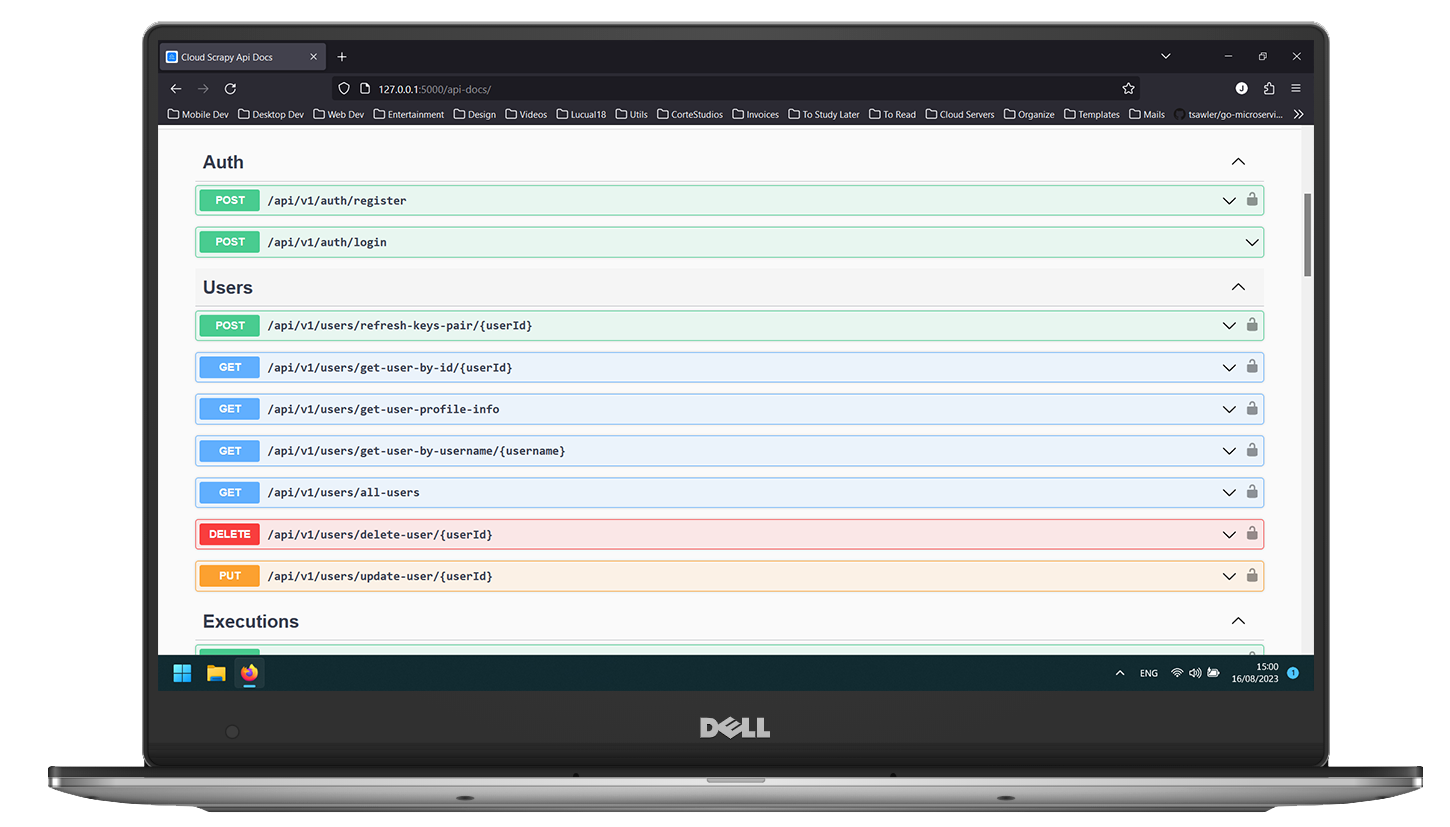 Cloud Scrapy Api Docs
127.0.0.1:5000/api-docs/
Mobile Dev Desktop Dev Web Dev Entertainment Design Videos Lucual18 Utils CorteStudios Invoices To Study Later To Read Cloud Servers Organize Templates Mails tsawler/go-microservi...
Auth
POST /api/v1/auth/register
POST /api/v1/auth/login
Users
POST /api/v1/users/refresh-keys-pair/{userId}
GET /api/v1/users/get-user-by-id/{userId}
GET /api/v1/users/get-user-profile-info
GET /api/v1/users/get-user-by-username/{username}
GET /api/v1/users/all-users
DELETE /api/v1/users/delete-user/{userId}
PUT /api/v1/users/update-user/{userId}
Executions
ENG
15:00
16/08/2023
1
DELL